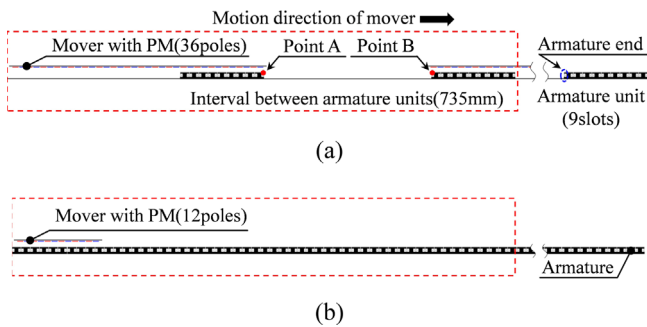 Motion direction of mover
Mover with PM(36poles)
Point A
Point B
Armature end
Interval between armature units(735mm)
Armature unit
(9slots)
(a)
Mover with PM(12poles)
Armature
(b)